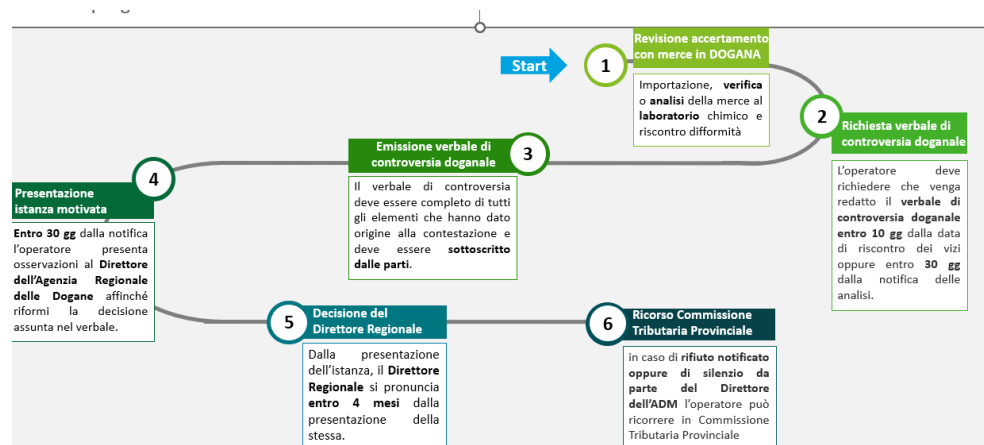 Start
1
Revisione accertamento
con merce in DOGANA
Importazione, verifica
o analisi della merce al
laboratorio chimico e
riscontro difformità
2
Richiesta verbale di
controversia doganale
L'operatore deve
richiedere che venga
redatto il verbale di
controversia doganale
entro 10 gg dalla data
di riscontro dei vizi
oppure entro 30 gg
dalla notifica delle
analisi.
Emissione verbale di
controversia doganale
3
Il verbale di controversia
deve essere completo di tutti
gli elementi che hanno dato
origine alla contestazione e
deve essere sottoscritto
dalle parti.
4
Presentazione
istanza motivata
Entro 30 gg dalla notifica
l'operatore presenta
osservazioni al Direttore
dell'Agenzia Regionale
delle Dogane affinché
riformi la decisione
assunta nel verbale.
5
Decisione del
Direttore Regionale
Dalla presentazione
dell'istanza, il Direttore
Regionale si pronuncia
entro 4 mesi dalla
presentazione della
stessa.
6
Ricorso Commissione
Tributaria Provinciale
in caso di rifiuto notificato
oppure di silenzio da
parte del Direttore
dell'ADM l'operatore può
ricorrere in Commissione
Tributaria Provinciale